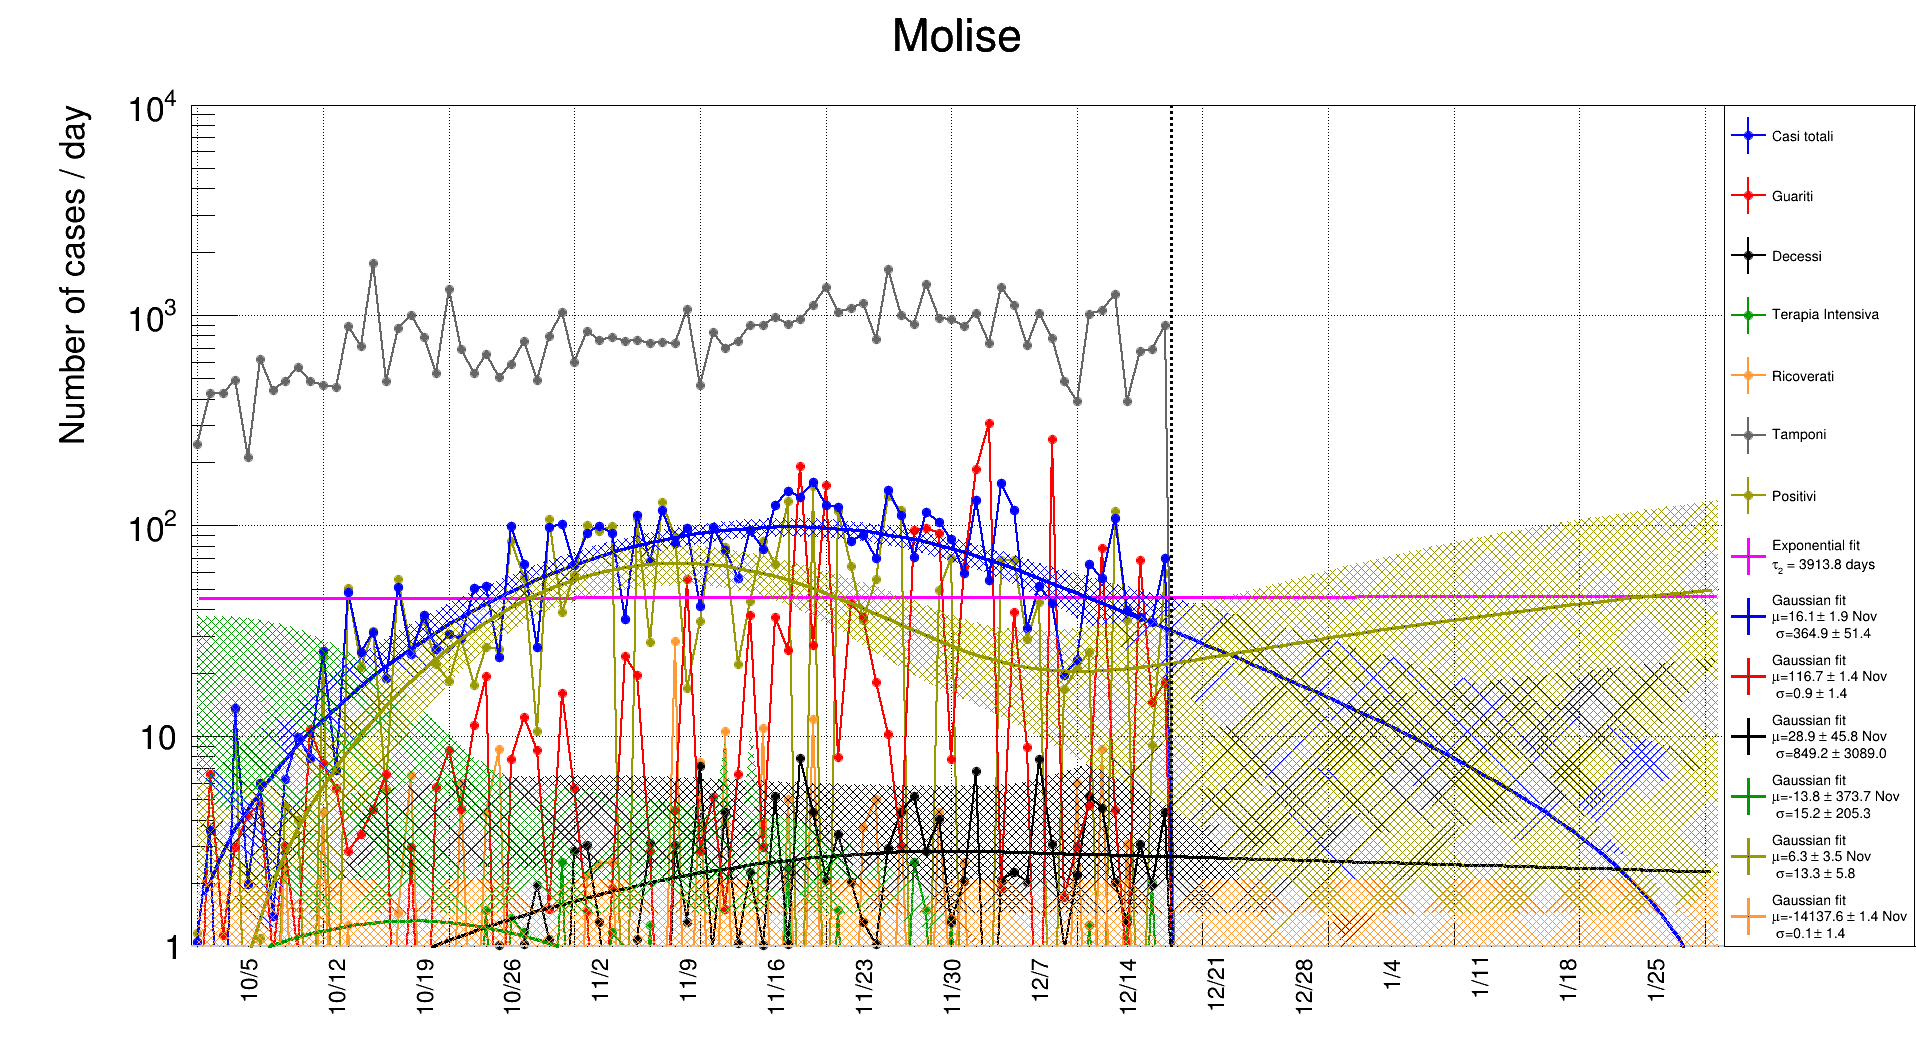 Molise
Number of cases / day
10^4
10^3
10^2
10
1
10/5
10/12
10/19
10/26
11/2
11/9
11/16
11/23
11/30
12/7
12/14
12/21
12/28
1/4
1/11
1/18
1/25
Casi totali
Guariti
Decessi
Terapia Intensiva
Ricoverati
Tamponi
Positivi
Exponential fit
τ₂ = 3913.8 days
Gaussian fit
μ=16.1 ± 1.9 Nov
σ=364.9 ± 51.4
Gaussian fit
μ=116.7 ± 1.4 Nov
σ=0.9 ± 1.4
Gaussian fit
μ=28.9 ± 45.8 Nov
σ=849.2 ± 3089.0
Gaussian fit
μ=-13.8 ± 373.7 Nov
σ=15.2 ± 205.3
Gaussian fit
μ=6.3 ± 3.5 Nov
σ=13.3 ± 5.8
Gaussian fit
μ=-14137.6 ± 1.4 Nov
σ=0.1 ± 1.4